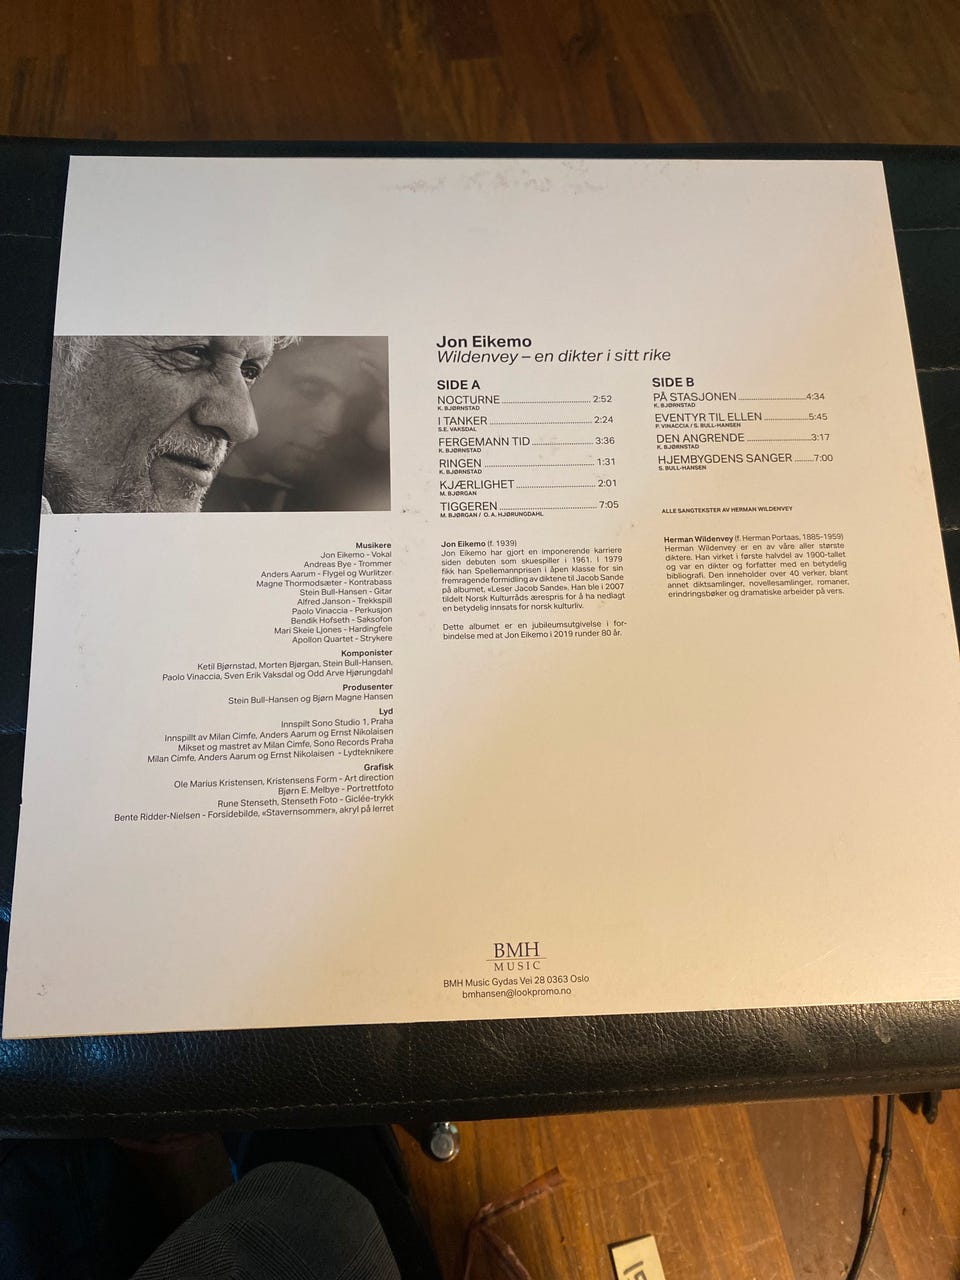 Jon Eikemo
Wildenvey – en dikter i sitt rike
SIDE A
NOCTURNE 2:52
K. BJØRNSTAD
I TANKER 2:24
S.E. VAKSDAL
FERGEMANN TID 3:36
K. BJØRNSTAD
RINGEN 1:31
K. BJØRNSTAD
KJÆRLIGHET 2:01
M. BJØRGAN
TIGGEREN 7:05
M. BJØRGAN / O. A. HJØRUNGDAHL
SIDE B
PÅ STASJONEN 4:34
K. BJØRNSTAD
EVENTYR TIL ELLEN 5:45
P. VINACCIA / S. BULL-HANSEN
DEN ANGRENDE 3:17
K. BJØRNSTAD
HJEMBYGDENS SANGER 7:00
S. BULL-HANSEN
ALLE SANGTEKSTER AV HERMAN WILDENVEY
Musikere
Jon Eikemo - Vokal
Andreas Bye - Trommer
Anders Aarum - Flygel og Wurlitzer
Magne Thormodsæter - Kontrabass
Stein Bull-Hansen - Gitar
Alfred Janson - Trekkspill
Paolo Vinaccia - Perkusjon
Bendik Hofseth - Saksofon
Mari Skeie Ljones - Hardingfele
Apollon Quartet - Strykere
Komponister
Ketil Bjørnstad, Morten Bjørgan, Stein Bull-Hansen,
Paolo Vinaccia, Sven Erik Vaksdal og Odd Arve Hjørungdahl
Produsenter
Stein Bull-Hansen og Bjørn Magne Hansen
Lyd
Innspilt Sono Studio 1, Praha
Innspillt av Milan Cimfe, Anders Aarum og Ernst Nikolaisen
Mikset og mastret av Milan Cimfe, Sono Records Praha
Milan Cimfe, Anders Aarum og Ernst Nikolaisen - Lydteknikere
Grafisk
Ole Marius Kristensen, Kristensens Form - Art direction
Bjørn E. Melbye - Portrettfoto
Rune Stenseth, Stenseth Foto - Giclée-trykk
Bente Ridder-Nielsen - Forsidebilde, «Stavernsommer», akryl på lerret
Jon Eikemo (f. 1939)
Jon Eikemo har gjort en imponerende karriere
siden debuten som skuespiller i 1961. I 1979
fikk han Spellemannprisen i åpen klasse for sin
fremragende formidling av diktene til Jacob Sande
på albumet, «Leser Jacob Sande». Han ble i 2007
tildelt Norsk Kulturråds ærespris for å ha nedlagt
en betydelig innsats for norsk kulturliv.
Dette albumet er en jubileumsutgivelse i for-
bindelse med at Jon Eikemo i 2019 runder 80 år.
Herman Wildenvey (f. Herman Portaas, 1885-1959)
Herman Wildenvey er en av våre aller største
diktere. Han virket i første halvdel av 1900-tallet
og var en dikter og forfatter med en betydelig
bibliografi. Den inneholder over 40 verker, blant
annet diktsamlinger, novellesamlinger, romaner,
erindringsbøker og dramatiske arbeider på vers.
BMH
MUSIC
BMH Music Gydas Vei 28 0363 Oslo
bmhansen@lookpromo.no